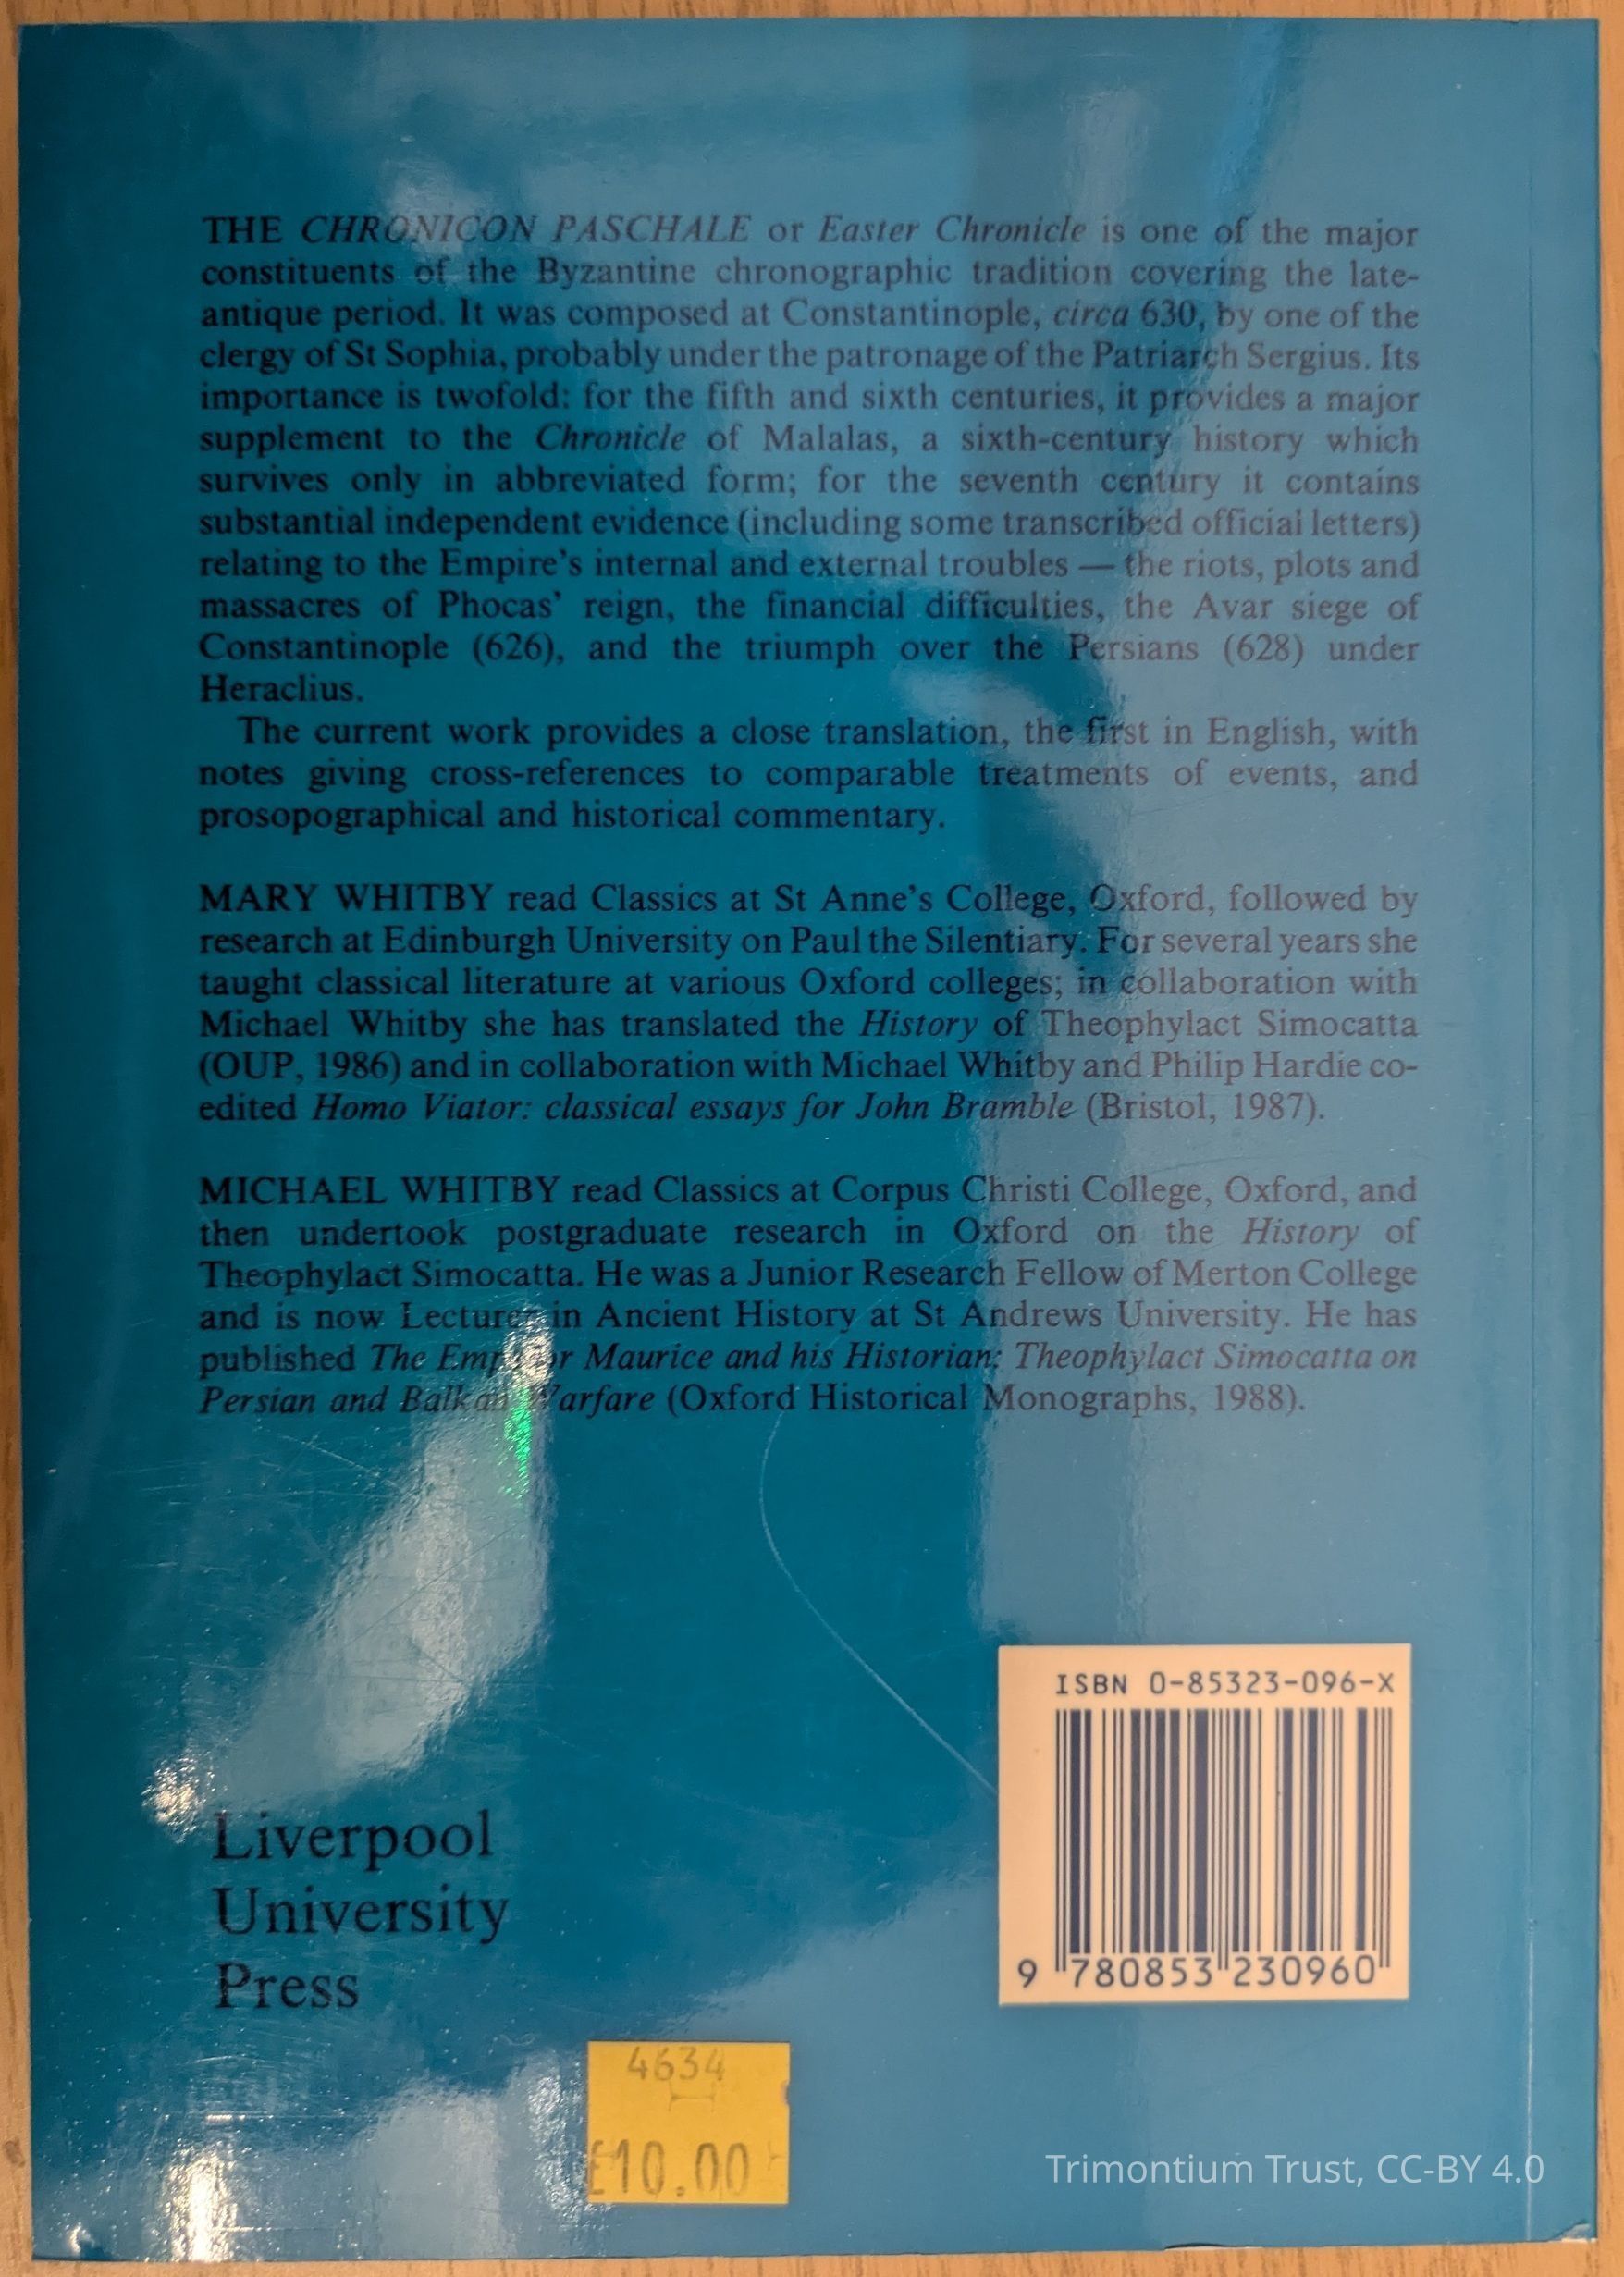 THE CHRONICON PASCHALE or Easter Chronicle is one of the major
constituents of the Byzantine chronographic tradition covering the late-
antique period. It was composed at Constantinople, circa 630, by one of the
clergy of St Sophia, probably under the patronage of the Patriarch Sergius. Its
importance is twofold: for the fifth and sixth centuries, it provides a major
supplement to the Chronicle of Malalas, a sixth-century history which
survives only in abbreviated form; for the seventh century it contains
substantial independent evidence (including some transcribed official letters)
relating to the Empire's internal and external troubles — the riots, plots and
massacres of Phocas' reign, the financial difficulties, the Avar siege of
Constantinople (626), and the triumph over the Persians (628) under
Heraclius.
The current work provides a close translation, the first in English, with
notes giving cross-references to comparable treatments of events, and
prosopographical and historical commentary.
MARY WHITBY read Classics at St Anne's College, Oxford, followed by
research at Edinburgh University on Paul the Silentiary. For several years she
taught classical literature at various Oxford colleges; in collaboration with
Michael Whitby she has translated the History of Theophylact Simocatta
(OUP, 1986) and in collaboration with Michael Whitby and Philip Hardie co-
edited Homo Viator: classical essays for John Bramble (Bristol, 1987).
MICHAEL WHITBY read Classics at Corpus Christi College, Oxford, and
then undertook postgraduate research in Oxford on the History of
Theophylact Simocatta. He was a Junior Research Fellow of Merton College
and is now Lecturer in Ancient History at St Andrews University. He has
published The Emperor Maurice and his Historian: Theophylact Simocatta on
Persian and Balkan Warfare (Oxford Historical Monographs, 1988).
ISBN 0-85323-096-X
9 780853 230960
Liverpool
University
Press
4634
£10.00
Trimontium Trust, CC-BY 4.0